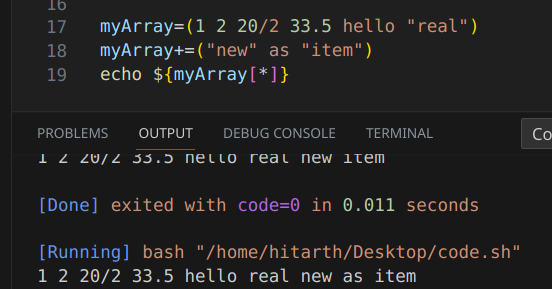 16
17 myArray=(1 2 20/2 33.5 hello "real")
18 myArray+=("new" as "item")
19 echo ${myArray[*]}
PROBLEMS OUTPUT DEBUG CONSOLE TERMINAL Co
1 2 20/2 33.5 hello real new item
[Done] exited with code=0 in 0.011 seconds
[Running] bash "/home/hitarth/Desktop/code.sh"
1 2 20/2 33.5 hello real new as item